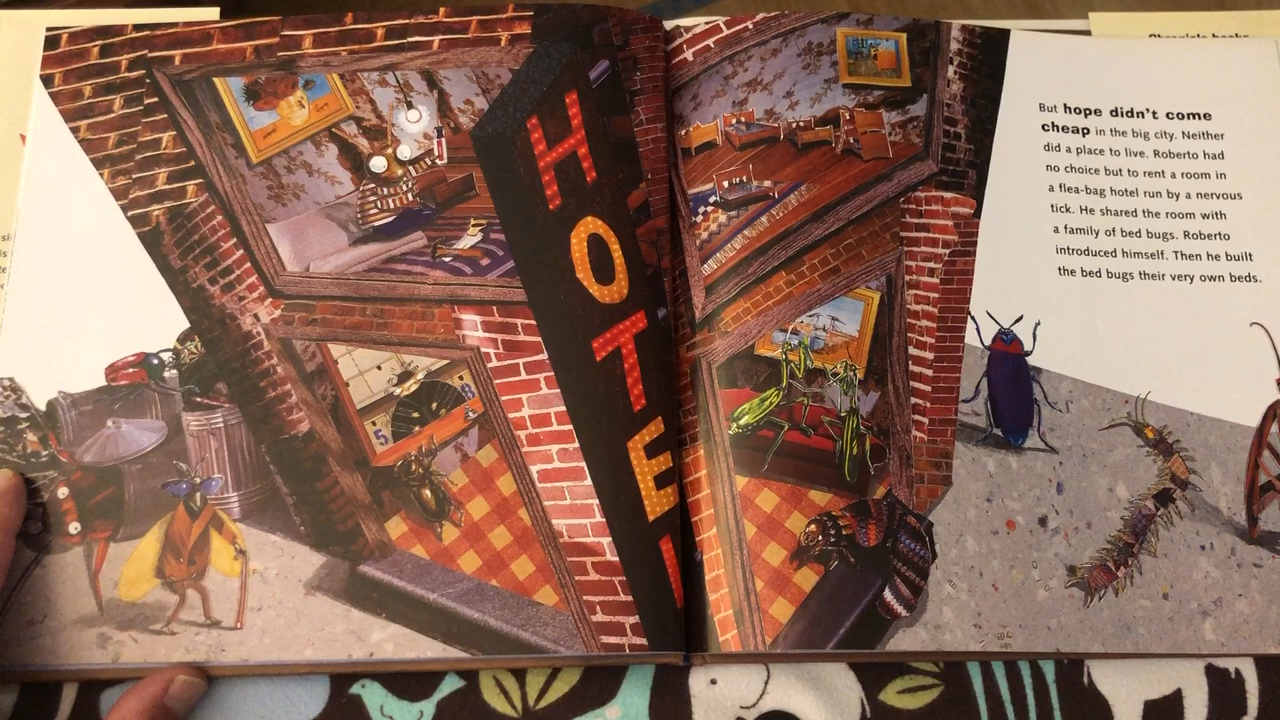 HOTEL
But hope didn't come
cheap in the big city. Neither
did a place to live. Roberto had
no choice but to rent a room in
a flea-bag hotel run by a nervous
tick. He shared the room with
a family of bed bugs. Roberto
introduced himself. Then he built
the bed bugs their very own beds.